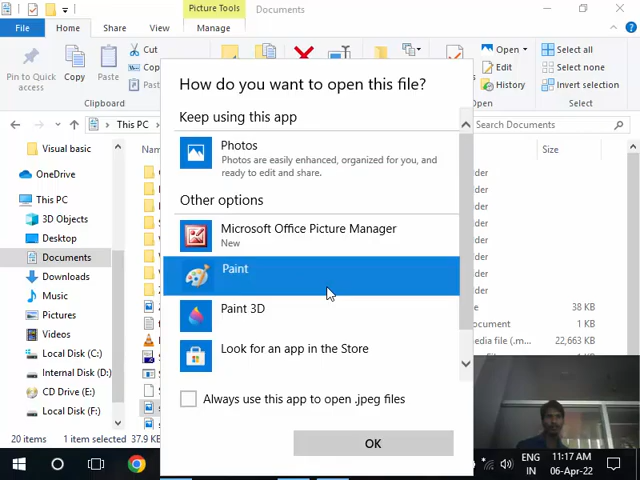 Picture Tools
Documents
File
Home
Share
View
Manage
Pin to Quick
access
Copy
Paste
Cut
Clipboard
Open
Edit
History
Select all
Select none
Invert selection
Select
This PC
Search Documents
Visual basic
OneDrive
This PC
3D Objects
Desktop
Documents
Downloads
Music
Pictures
Videos
Local Disk (C:)
Internal Disk (D:)
CD Drive (E:)
Local Disk (F:)
Size
38 KB
1 KB
22,663 KB
1 KB
How do you want to open this file?
Keep using this app
Photos
Photos are easily enhanced, organized for you, and
ready to edit and share.
Other options
Microsoft Office Picture Manager
New
Paint
Paint 3D
Look for an app in the Store
Always use this app to open .jpeg files
OK
20 items
1 item selected
37.9 K
ENG
IN
11:17 AM
06-Apr-22